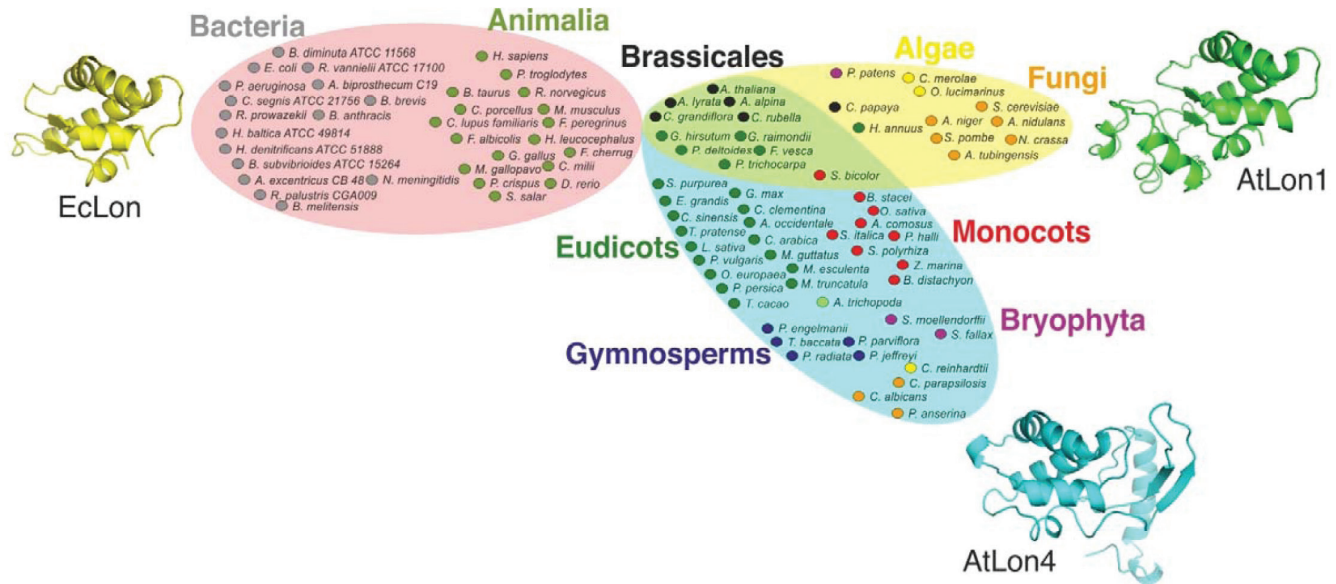 Bacteria
Animalia
B. diminuta ATCC 11568
E. coli
R. vannielii ATCC 17100
P. aeruginosa
A. biprosthecum C19
C. segnis ATCC 21756
B. brevis
R. prowazekii
B. anthracis
H. baltica ATCC 49814
H. denitrificans ATCC 51888
B. subvibrioides ATCC 15264
A. excentricus CB 48
N. meningitidis
R. palustris CGA009
B. melitensis
H. sapiens
P. troglodytes
B. taurus
R. norvegicus
C. porcellus
M. musculus
C. lupus familiaris
F. peregrinus
F. albicolis
H. leucocephalus
G. gallus
F. cherrug
M. gallopavo
C. milii
P. crispus
D. rerio
S. salar
EcLon
Brassicales
Algae
Fungi
A. thaliana
A. lyrata
A. alpina
C. grandiflora
C. rubella
G. hirsutum
G. raimondii
P. deltoides
F. vesca
P. trichocarpa
S. bicolor
P. patens
C. merolae
O. lucimarinus
C. papaya
S. cerevisiae
H. annuus
A. niger
A. nidulans
S. pombe
N. crassa
A. tubingensis
AtLon1
Eudicots
Monocots
S. purpurea
G. max
E. grandis
C. clementina
C. sinensis
A. occidentale
T. pratense
C. arabica
L. sativa
M. guttatus
P. vulgaris
M. esculenta
O. europaea
M. truncatula
P. persica
T. cacao
A. trichopoda
B. stacei
O. sativa
A. comosus
S. italica
P. halli
S. polyrhiza
Z. marina
B. distachyon
Gymnosperms
Bryophyta
S. moellendorffii
S. fallax
P. engelmanii
T. baccata
P. parviflora
P. radiata
P. jeffreyi
C. reinhardtii
C. parapsilosis
C. albicans
P. anserina
AtLon4